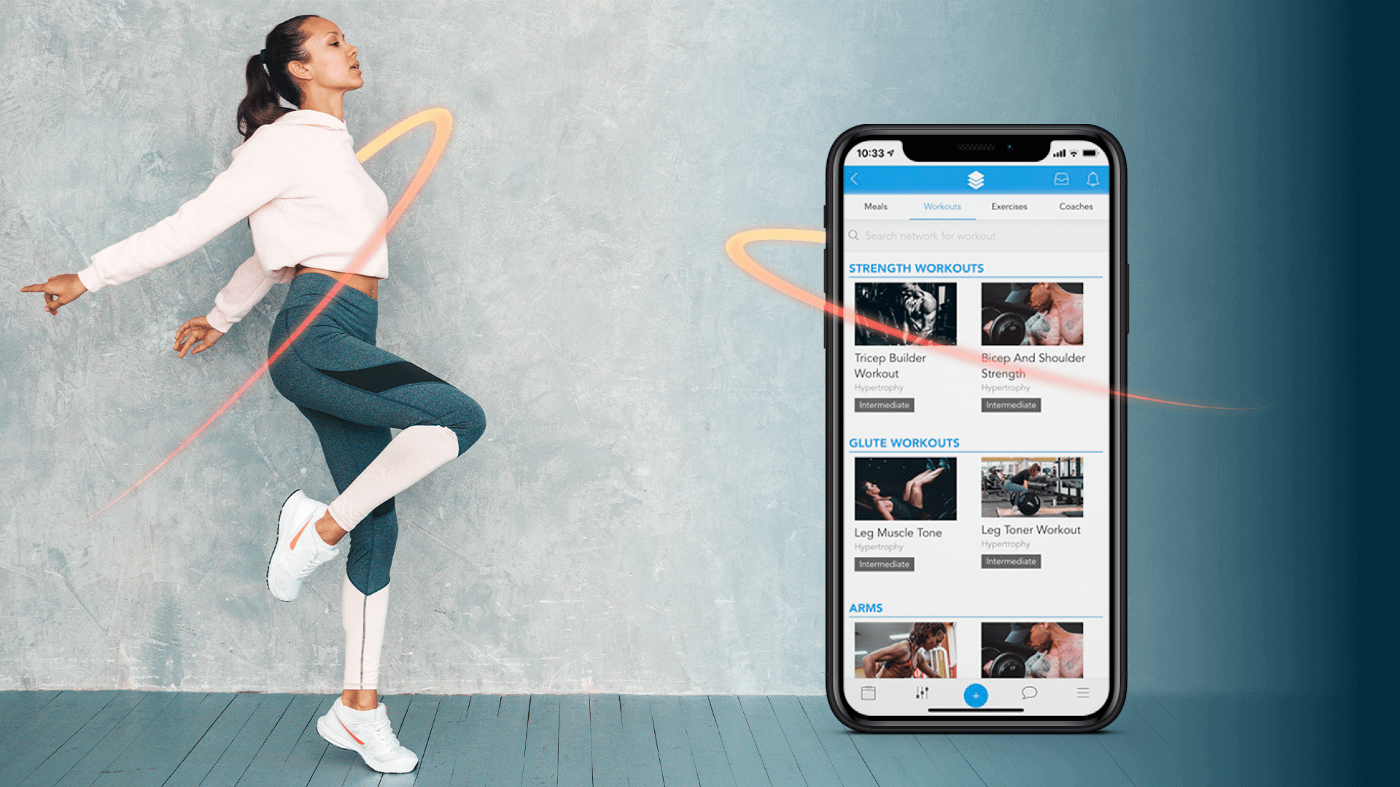 10:33
Meals Workouts Exercises Coaches
Search network for workout
STRENGTH WORKOUTS
Tricep Builder
Workout
Hypertrophy
Intermediate
Bicep And Shoulder
Strength
Hypertrophy
Intermediate
GLUTE WORKOUTS
Leg Muscle Tone
Hypertrophy
Intermediate
Leg Toner Workout
Hypertrophy
Intermediate
ARMS